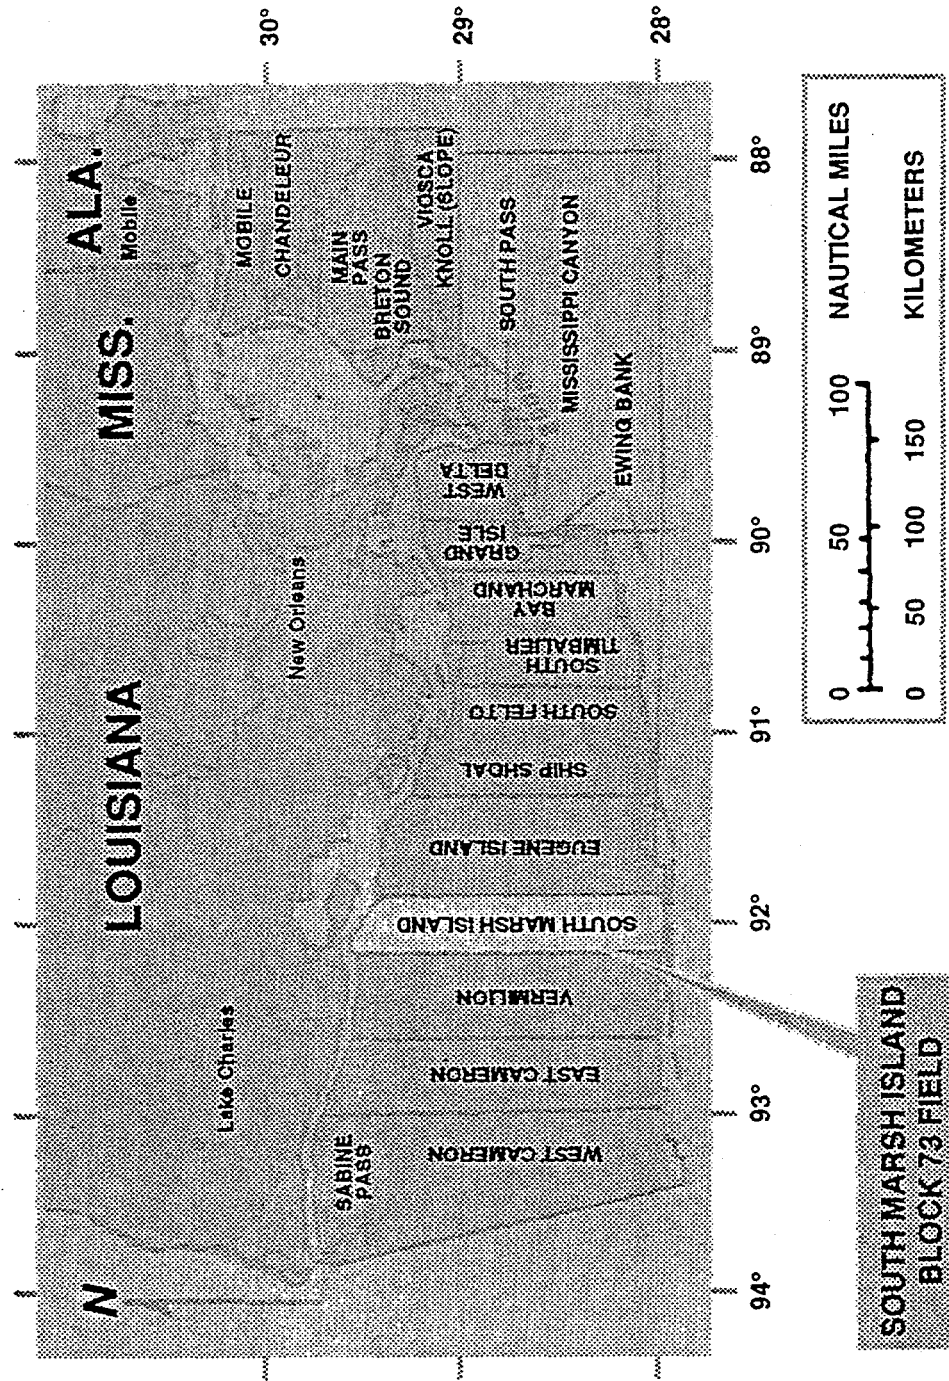 N
LOUISIANA
MISS.
ALA.
Mobile
Lake Charles
New Orleans
MOBILE
CHANDELEUR
MAIN
PASS
BRETON
SOUND
VIOSCA
KNOLL (SLOPE)
SOUTH PASS
MISSISSIPPI CANYON
EWING BANK
SABINE
PASS
WEST CAMERON
EAST CAMERON
VERMILION
SOUTH MARSH ISLAND
EUGENE ISLAND
SHIP SHOAL
SOUTH PELTO
SOUTH
TIMBALIER
BAY
MARCHAND
GRAND
ISLE
WEST
DELTA
30°
29°
28°
94°
93°
92°
91°
90°
89°
88°
SOUTH MARSH ISLAND
BLOCK 73 FIELD
0 50 100 NAUTICAL MILES
0 50 100 150 KILOMETERS